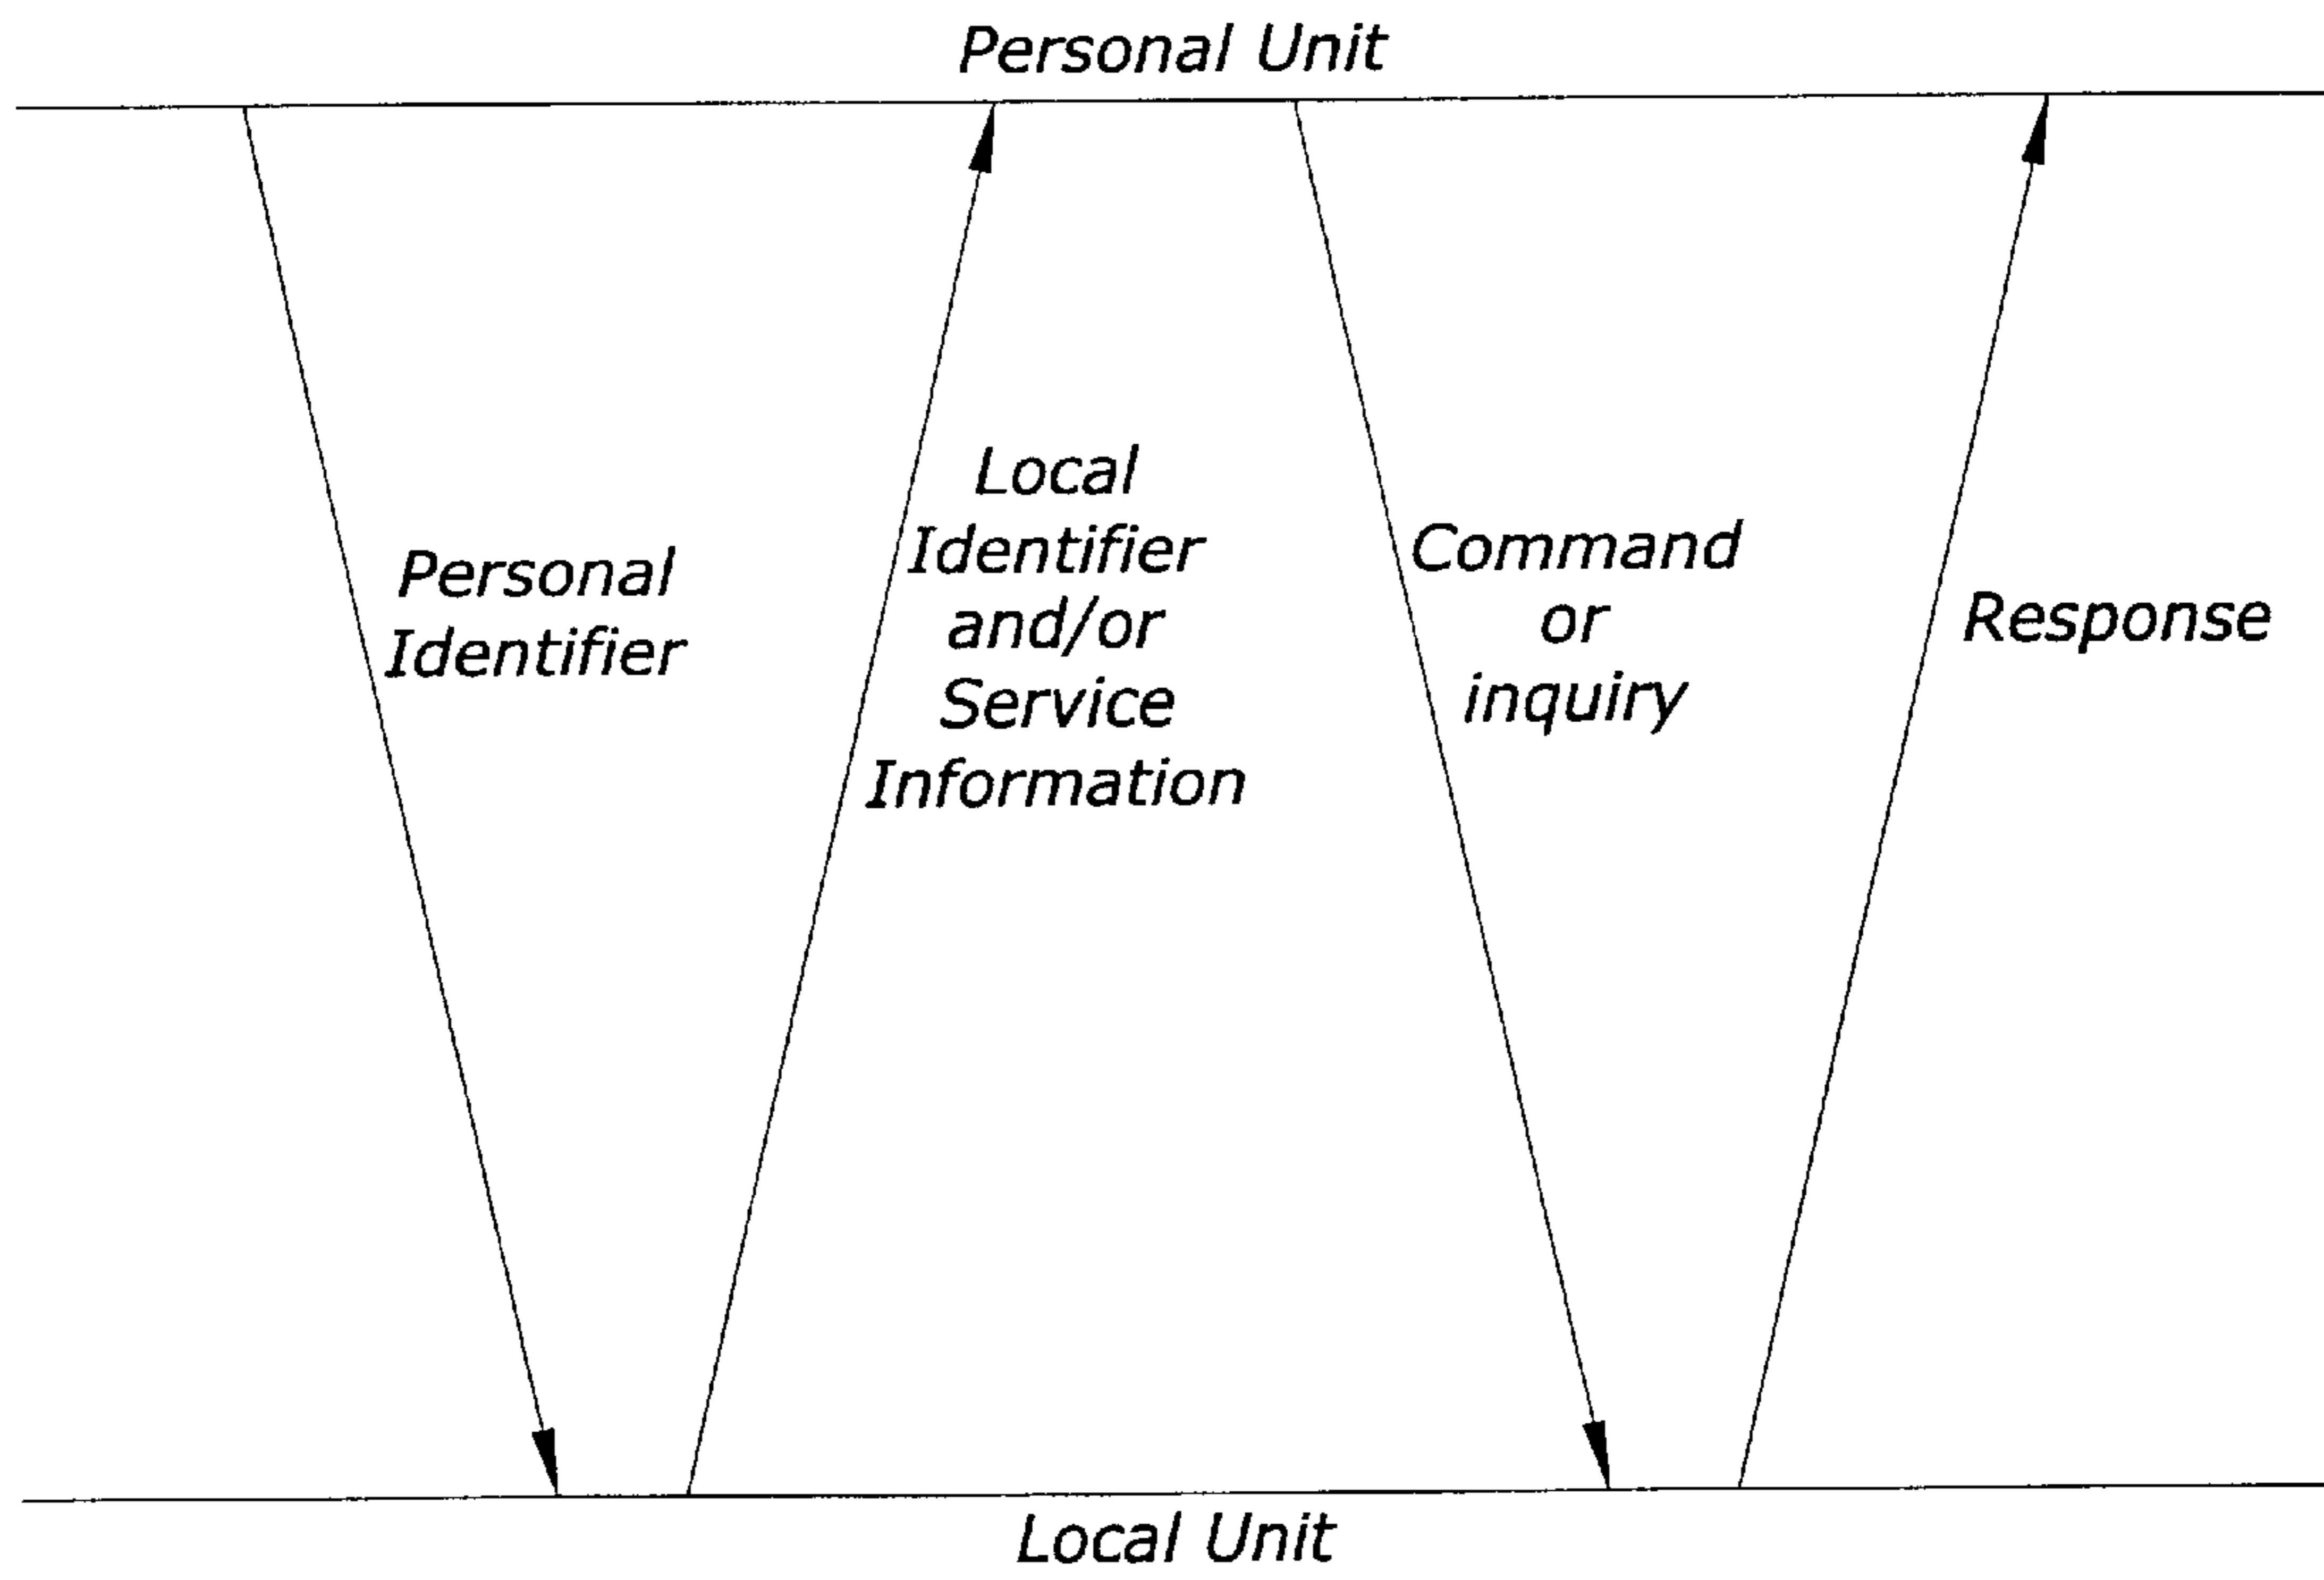 Personal Unit
Personal
Identifier
Local
Identifier
and/or
Service
Information
Command
or
inquiry
Response
Local Unit